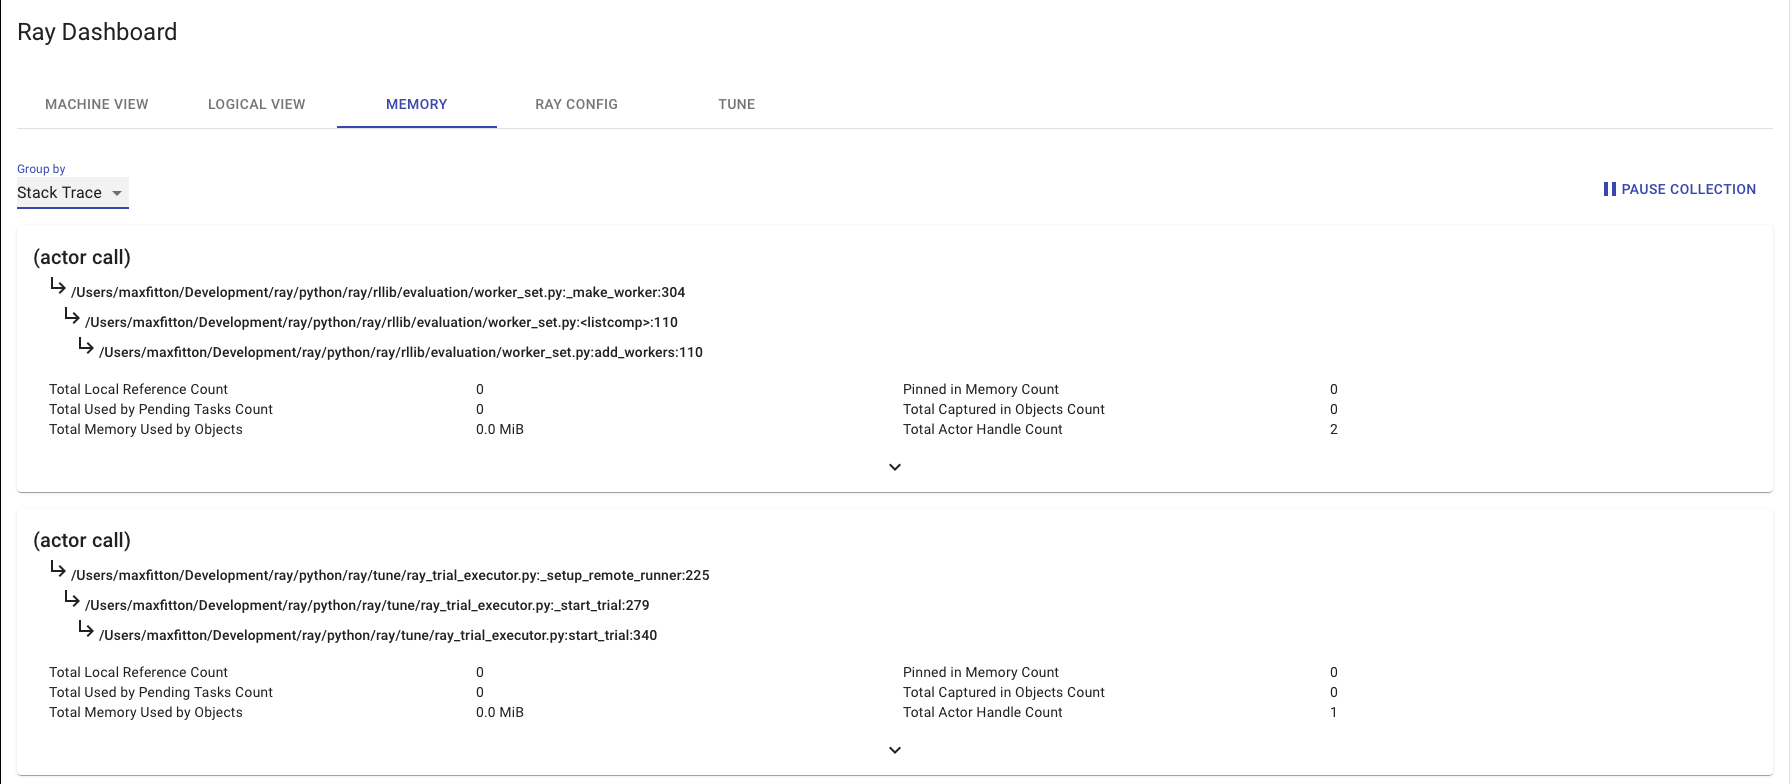 Ray Dashboard
MACHINE VIEW LOGICAL VIEW MEMORY RAY CONFIG TUNE
Group by
Stack Trace
PAUSE COLLECTION
(actor call)
/Users/maxfitton/Development/ray/python/ray/rllib/evaluation/worker_set.py:_make_worker:304
/Users/maxfitton/Development/ray/python/ray/rllib/evaluation/worker_set.py:<listcomp>:110
/Users/maxfitton/Development/ray/python/ray/rllib/evaluation/worker_set.py:add_workers:110
Total Local Reference Count 0 Pinned in Memory Count 0
Total Used by Pending Tasks Count 0 Total Captured in Objects Count 0
Total Memory Used by Objects 0.0 MiB Total Actor Handle Count 2
(actor call)
/Users/maxfitton/Development/ray/python/ray/tune/ray_trial_executor.py:_setup_remote_runner:225
/Users/maxfitton/Development/ray/python/ray/tune/ray_trial_executor.py:_start_trial:279
/Users/maxfitton/Development/ray/python/ray/tune/ray_trial_executor.py:start_trial:340
Total Local Reference Count 0 Pinned in Memory Count 0
Total Used by Pending Tasks Count 0 Total Captured in Objects Count 0
Total Memory Used by Objects 0.0 MiB Total Actor Handle Count 1